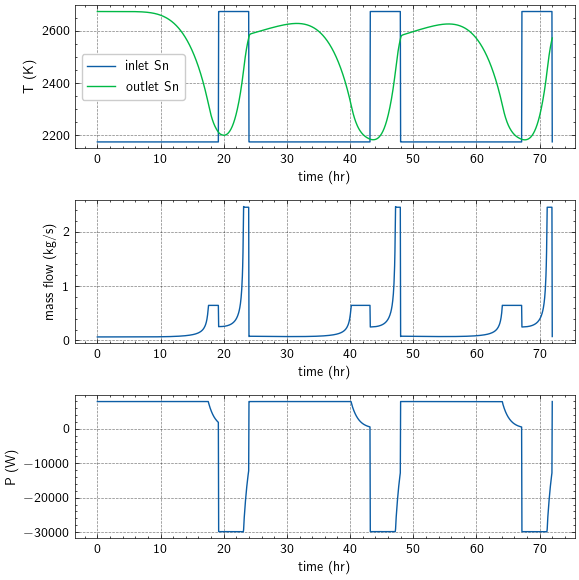 T (K)
2600
2400
2200
inlet Sn
outlet Sn
0 10 20 30 40 50 60 70
time (hr)
mass flow (kg/s)
2
1
0
0 10 20 30 40 50 60 70
time (hr)
P (W)
0
−10000
−20000
−30000
0 10 20 30 40 50 60 70
time (hr)